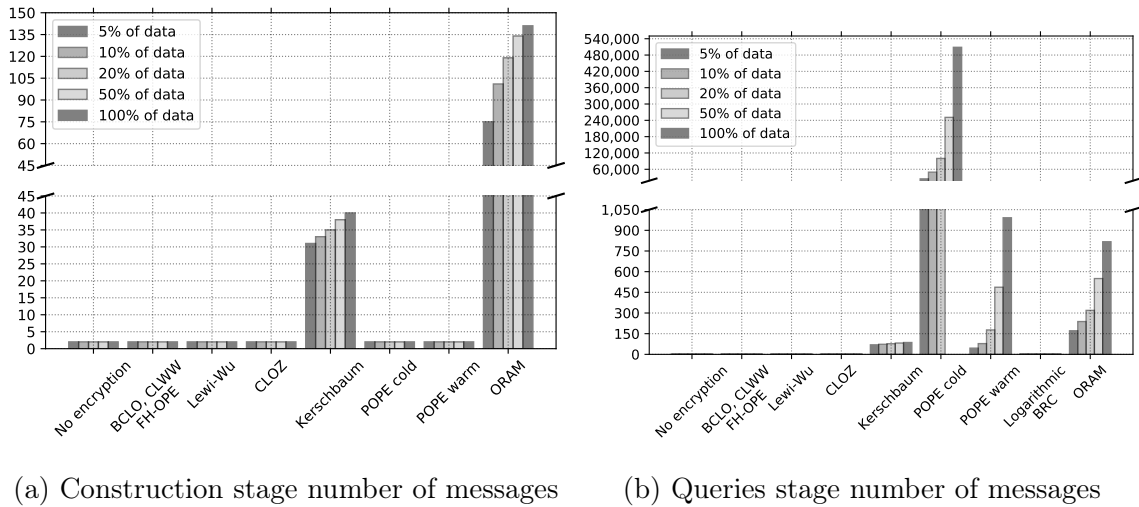 150
135
120
105
90
75
60
45
5% of data
10% of data
20% of data
50% of data
100% of data
45
40
35
30
25
20
15
10
5
0
No encryption
BCLO, CLWW
FH-OPE
Lewi-Wu
CLOZ
Kerschbaum
POPE cold
POPE warm
ORAM
(a) Construction stage number of messages
540,000
480,000
420,000
360,000
300,000
240,000
180,000
120,000
60,000
5% of data
10% of data
20% of data
50% of data
100% of data
1,050
900
750
600
450
300
150
0
No encryption
BCLO, CLWW
FH-OPE
Lewi-Wu
CLOZ
Kerschbaum
POPE cold
POPE warm
Logarithmic
BRC
ORAM
(b) Queries stage number of messages